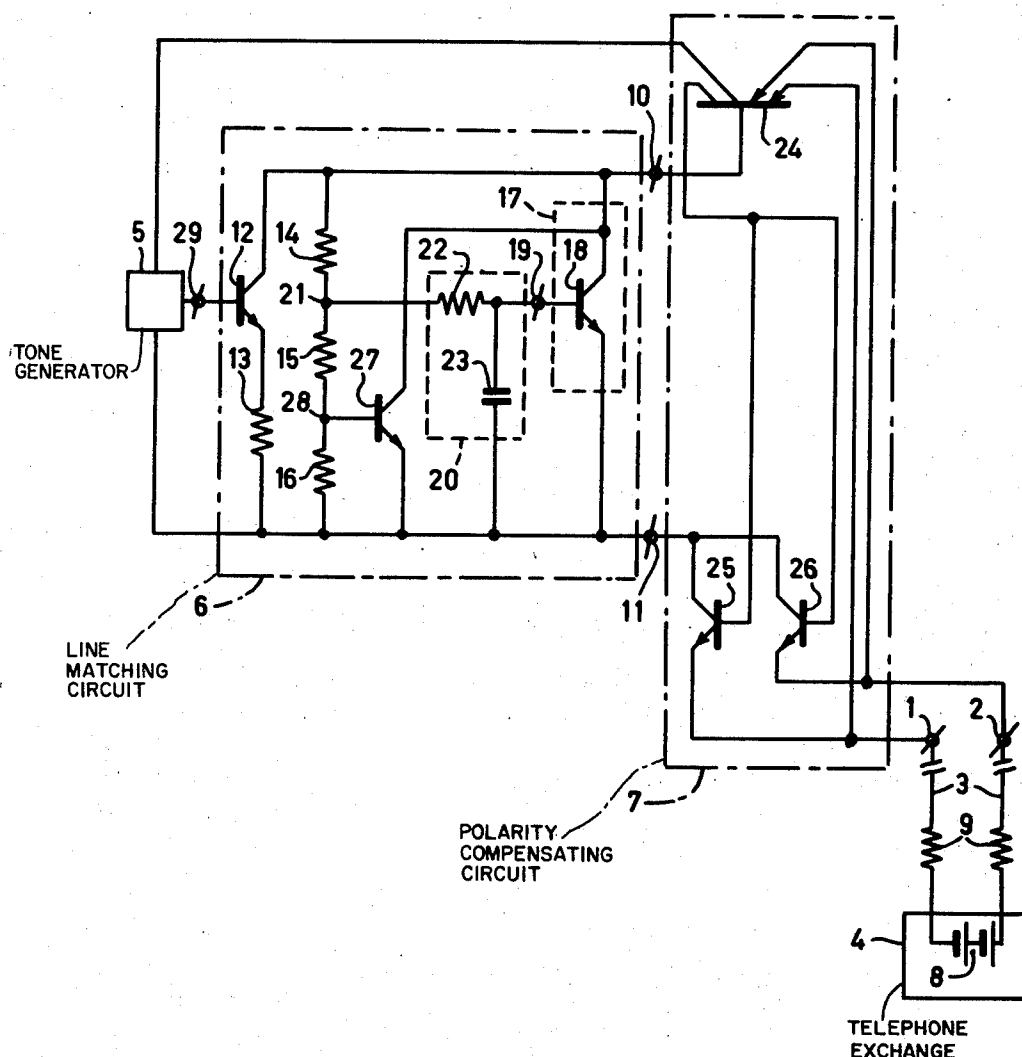 10
24
17
5
29
12
14
22
19
18
21
TONE
GENERATOR
13
15
27
23
28
16
20
25
26
6
11
LINE
MATCHING
CIRCUIT
1
2
3
7
9
POLARITY
COMPENSATING
CIRCUIT
4
8
TELEPHONE
EXCHANGE